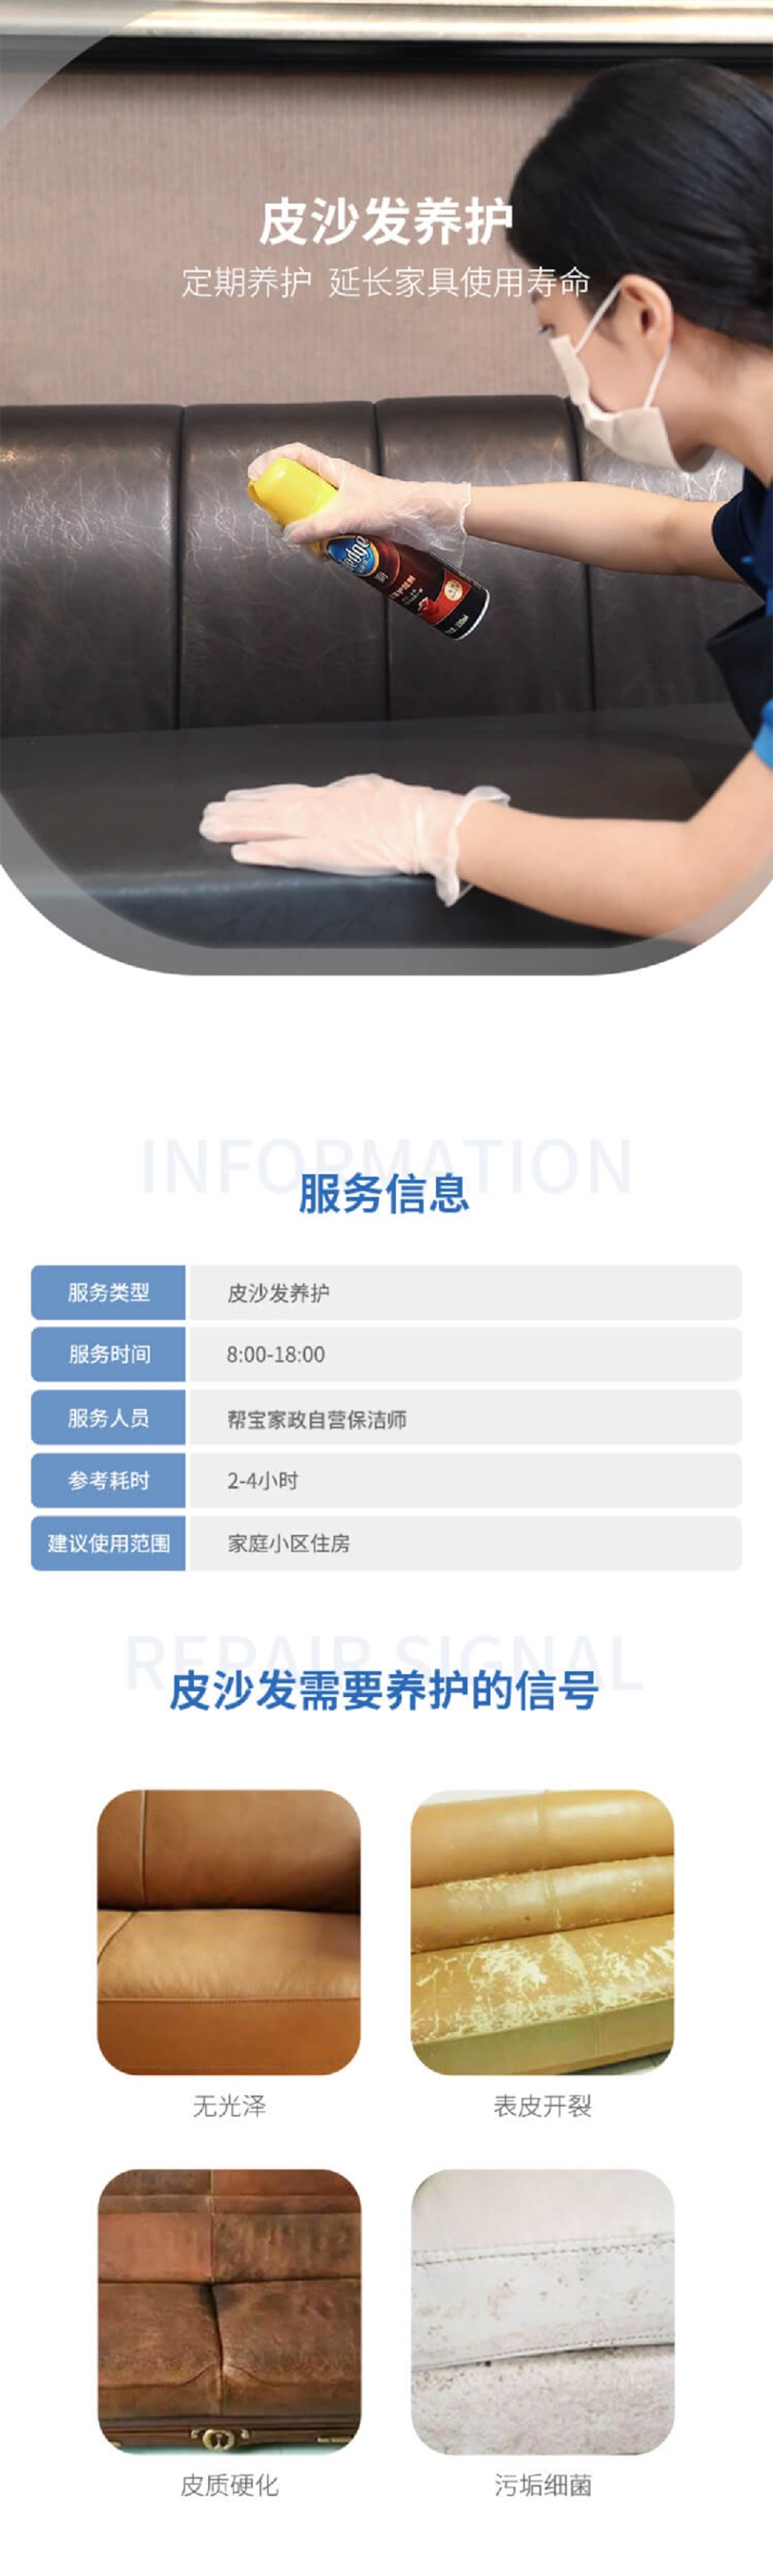 皮沙发养护
定期养护 延长家具使用寿命
INFORMATION
服务信息
服务类型 皮沙发养护
服务时间 8:00-18:00
服务人员 帮宝家政自营保洁师
参考耗时 2-4小时
建议使用范围 家庭小区住房
REPAIR SIGNAL
皮沙发需要养护的信号
无光泽 表皮开裂
皮质硬化 污垢细菌